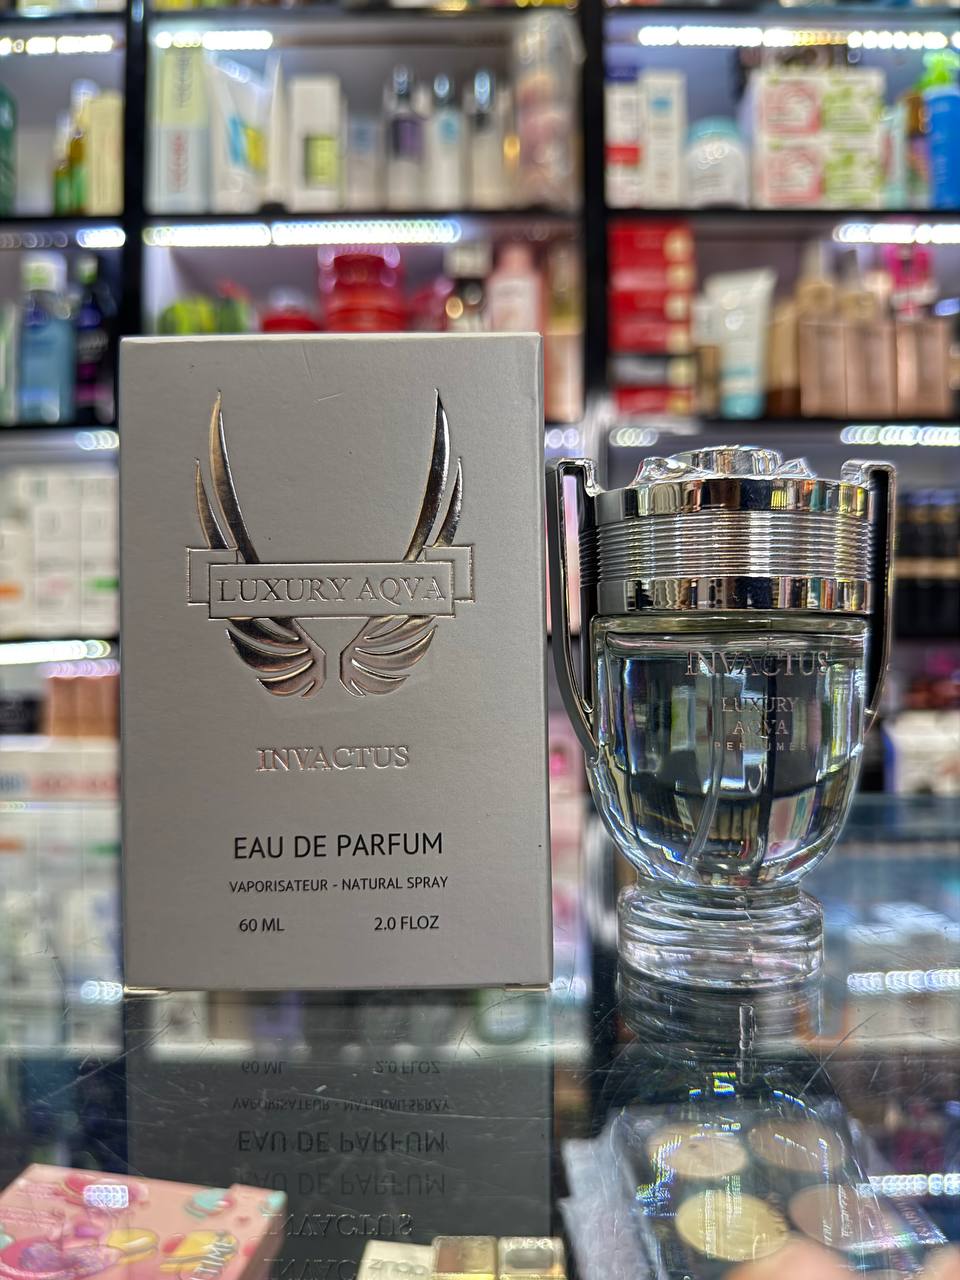 LUXURY AQVA
INVACTUS
EAU DE PARFUM
VAPORISATEUR - NATURAL SPRAY
60 ML 2.0 FLOZ
INVACTUS
LUXURY
AQVA
PERFUMES